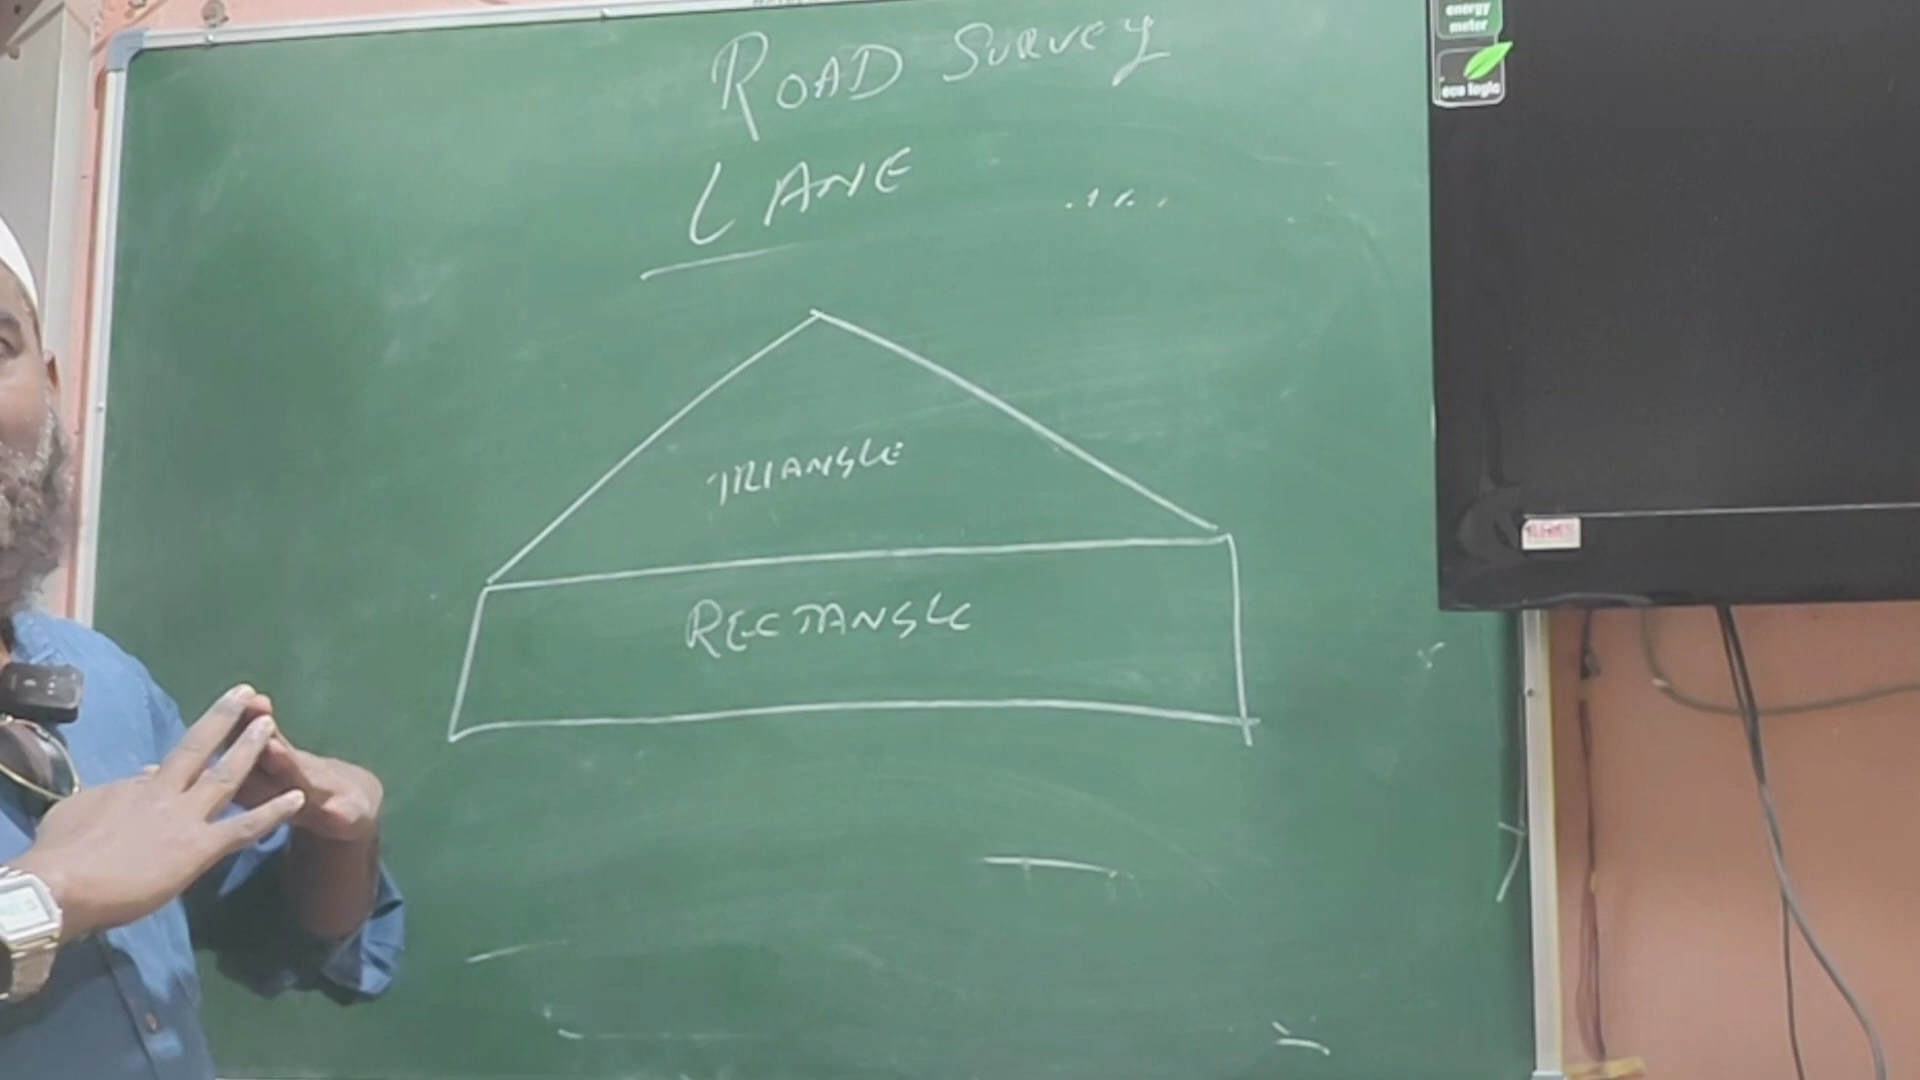 ROAD SURVEY
LANE
TRIANGLE
RECTANGLE
energy
meter
eco logic